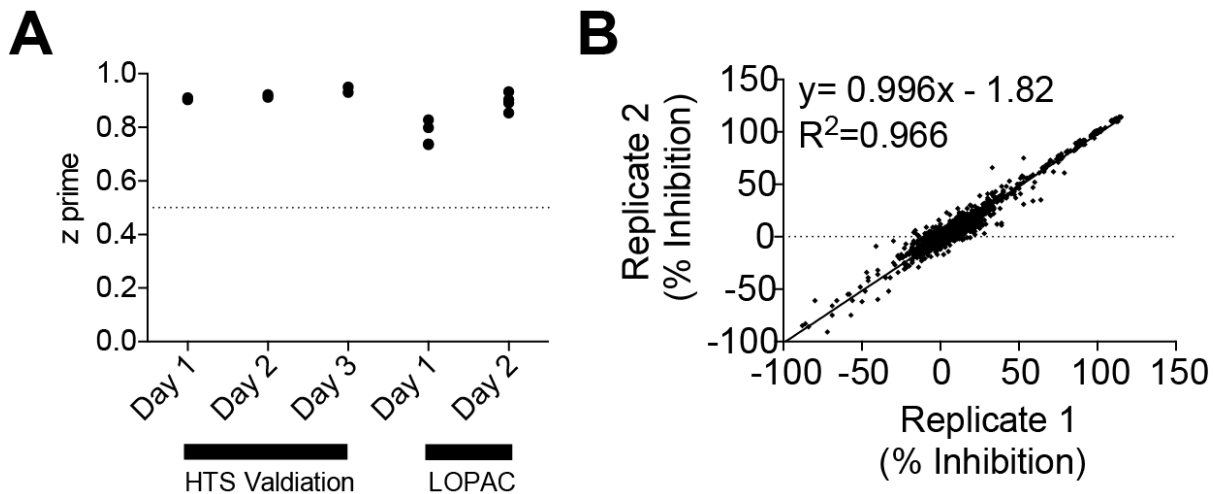 A
z prime
1.0
0.8
0.6
0.4
0.2
0.0
Day 1
Day 2
Day 3
Day 1
Day 2
HTS Valdiation
LOPAC
B
Replicate 2
(% Inhibition)
150
100
50
0
-50
-100
y= 0.996x - 1.82
R²=0.966
-100
-50
0
50
100
150
Replicate 1
(% Inhibition)